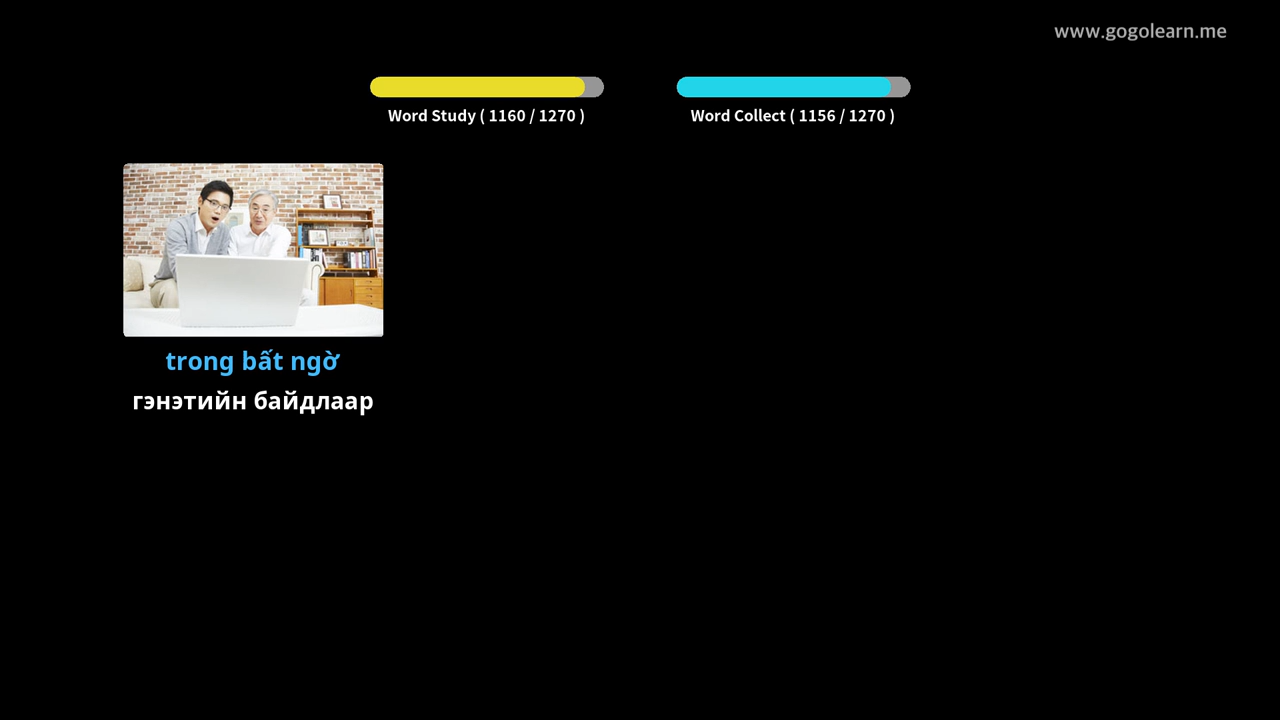 www.gogolearn.me
Word Study ( 1160 / 1270 )
Word Collect ( 1156 / 1270 )
trong bất ngờ
гэнэтийн байдлаар